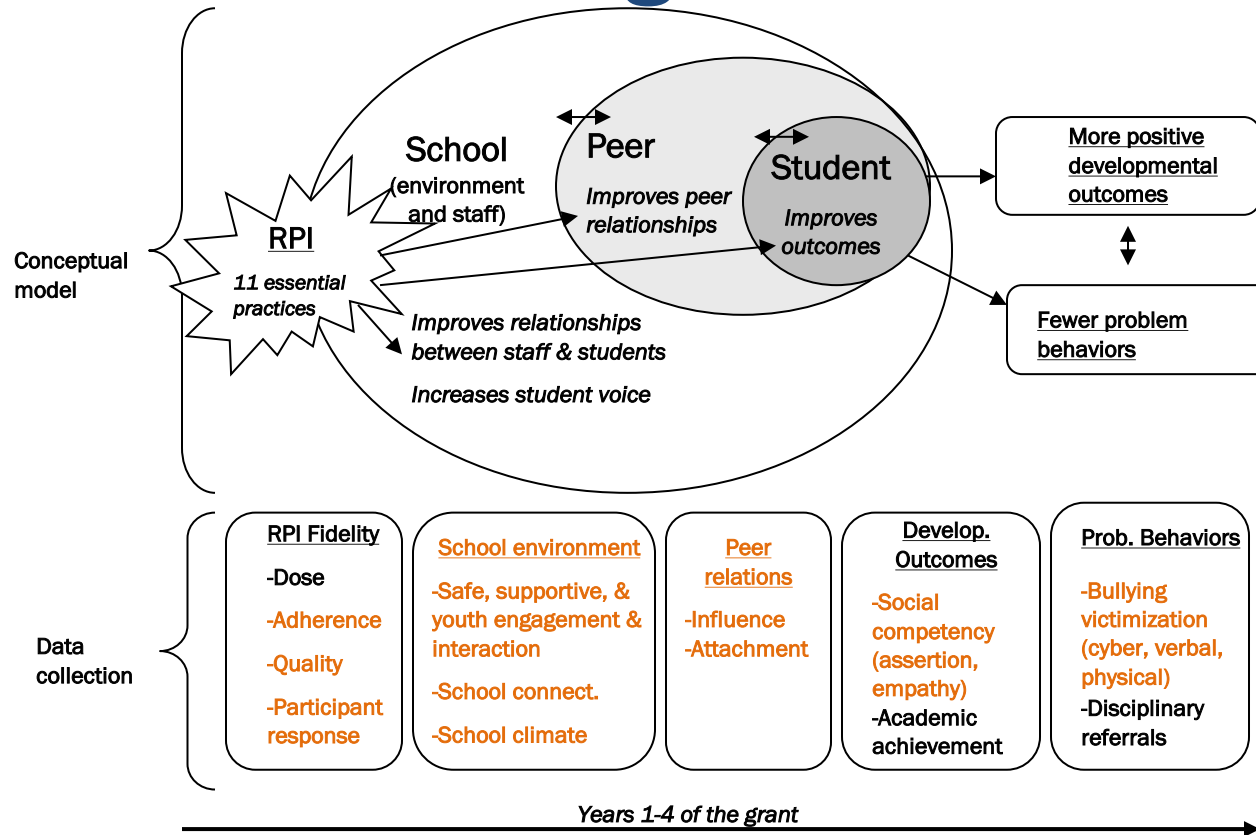 Conceptual
model
RPI
11 essential
practices
School
(environment
and staff)
Improves relationships
between staff & students
Increases student voice
Peer
Improves peer
relationships
Student
Improves
outcomes
More positive
developmental
outcomes
Fewer problem
behaviors
Data
collection
RPI Fidelity
-Dose
-Adherence
-Quality
-Participant
response
School environment
-Safe, supportive, &
youth engagement &
interaction
-School connect.
-School climate
Peer
relations
-Influence
-Attachment
Develop.
Outcomes
-Social
competency
(assertion,
empathy)
-Academic
achievement
Prob. Behaviors
-Bullying
victimization
(cyber, verbal,
physical)
-Disciplinary
referrals
Years 1-4 of the grant